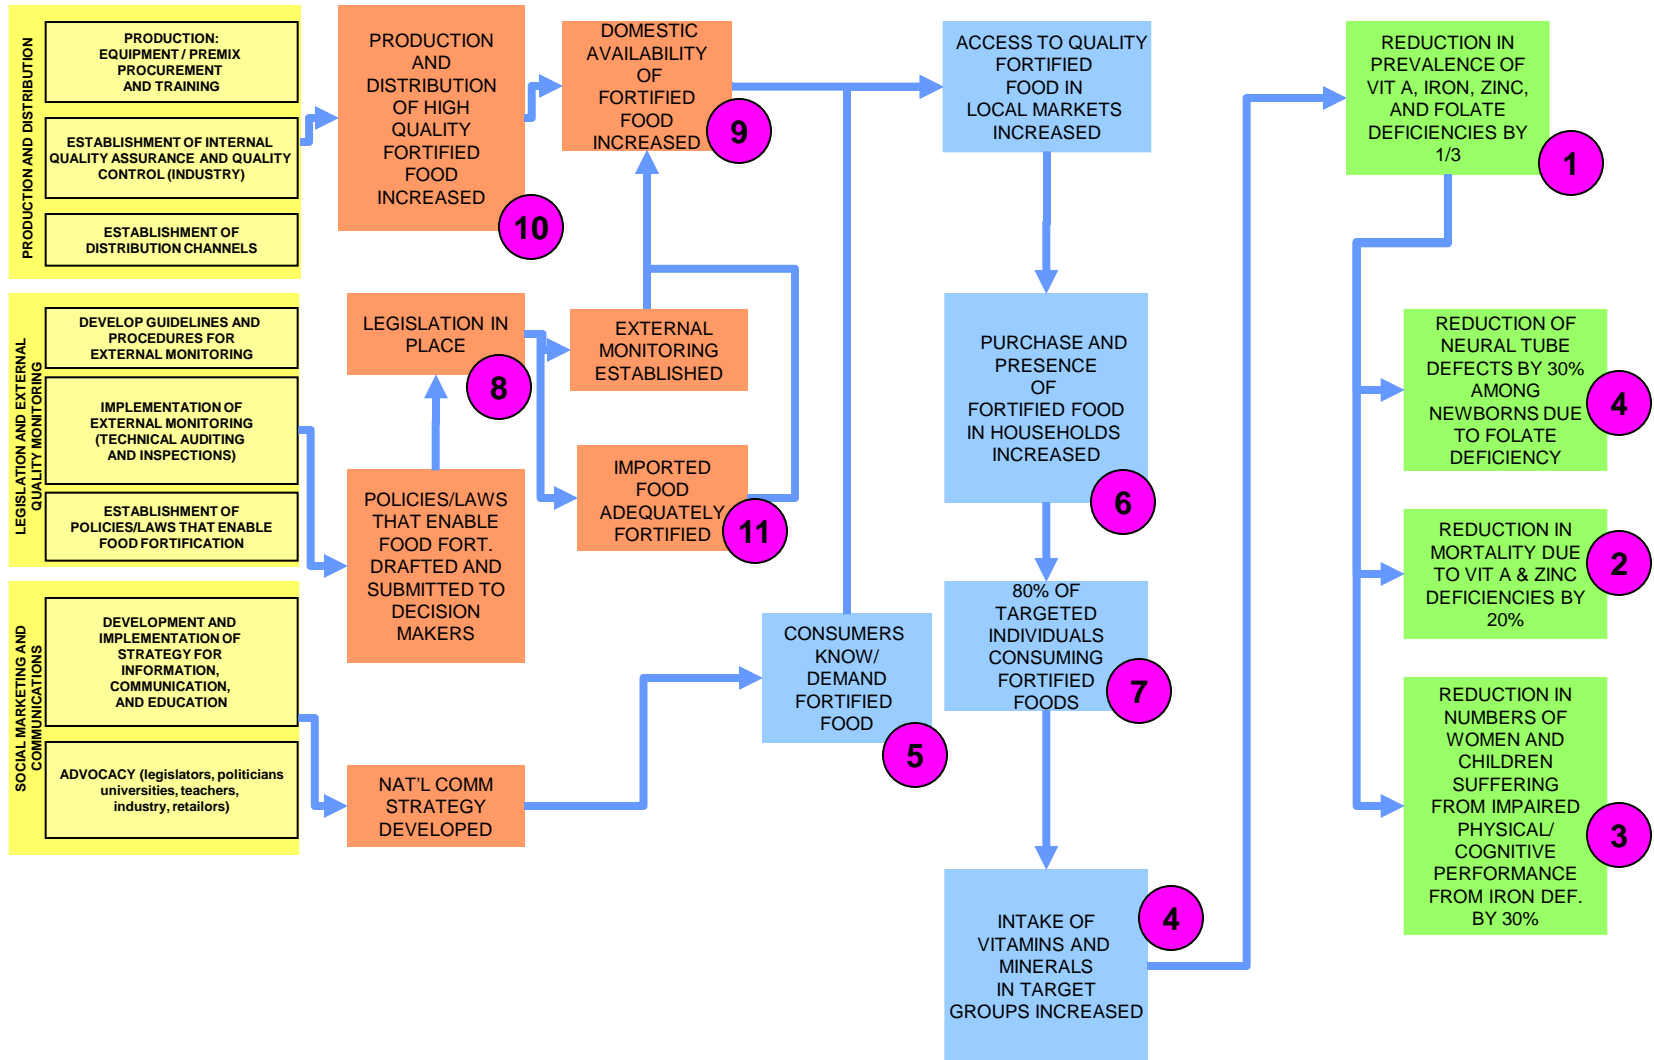 PRODUCTION AND DISTRIBUTION
PRODUCTION:
EQUIPMENT / PREMIX
PROCUREMENT
AND TRAINING
ESTABLISHMENT OF INTERNAL
QUALITY ASSURANCE AND QUALITY
CONTROL (INDUSTRY)
ESTABLISHMENT OF
DISTRIBUTION CHANNELS
LEGISLATION AND EXTERNAL
QUALITY MONITORING
DEVELOP GUIDELINES AND
PROCEDURES FOR
EXTERNAL MONITORING
IMPLEMENTATION OF
EXTERNAL MONITORING
(TECHNICAL AUDITING
AND INSPECTIONS)
ESTABLISHMENT OF
POLICIES/LAWS THAT ENABLE
FOOD FORTIFICATION
SOCIAL MARKETING AND
COMMUNICATIONS
DEVELOPMENT AND
IMPLEMENTATION OF
STRATEGY FOR
INFORMATION,
COMMUNICATION,
AND EDUCATION
ADVOCACY (legislators, politicians
universities, teachers,
industry, retailors)
PRODUCTION
AND
DISTRIBUTION
OF HIGH
QUALITY
FORTIFIED
FOOD
INCREASED
10
LEGISLATION IN
PLACE
8
POLICIES/LAWS
THAT ENABLE
FOOD FORT.
DRAFTED AND
SUBMITTED TO
DECISION
MAKERS
NAT'L COMM
STRATEGY
DEVELOPED
DOMESTIC
AVAILABILITY
OF
FORTIFIED
FOOD
INCREASED
9
EXTERNAL
MONITORING
ESTABLISHED
IMPORTED
FOOD
ADEQUATELY
FORTIFIED
11
CONSUMERS
KNOW/
DEMAND
FORTIFIED
FOOD
5
ACCESS TO QUALITY
FORTIFIED
FOOD IN
LOCAL MARKETS
INCREASED
PURCHASE AND
PRESENCE
OF
FORTIFIED FOOD
IN HOUSEHOLDS
INCREASED
6
80% OF
TARGETED
INDIVIDUALS
CONSUMING
FORTIFIED
FOODS
7
INTAKE OF
VITAMINS AND
MINERALS
IN TARGET
GROUPS INCREASED
4
REDUCTION IN
PREVALENCE OF
VIT A, IRON, ZINC,
AND FOLATE
DEFICIENCIES BY
1/3
1
REDUCTION OF
NEURAL TUBE
DEFECTS BY 30%
AMONG
NEWBORNS DUE
TO FOLATE
DEFICIENCY
4
REDUCTION IN
MORTALITY DUE
TO VIT A & ZINC
DEFICIENCIES BY
20%
2
REDUCTION IN
NUMBERS OF
WOMEN AND
CHILDREN
SUFFERING
FROM IMPAIRED
PHYSICAL/
COGNITIVE
PERFORMANCE
FROM IRON DEF.
BY 30%
3